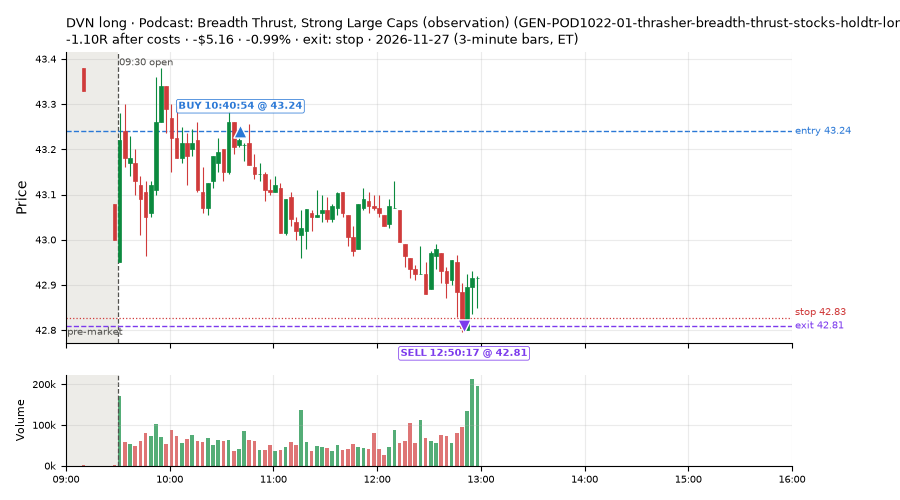 DVN long · Podcast: Breadth Thrust, Strong Large Caps (observation) (GEN-POD1022-01-thrasher-breadth-thrust-stocks-holdtr-lor
-1.10R after costs · -$5.16 · -0.99% · exit: stop · 2026-11-27 (3-minute bars, ET)
09:30 open
BUY 10:40:54 @ 43.24
entry 43.24
stop 42.83
exit 42.81
pre-market
SELL 12:50:17 @ 42.81
Price
43.4
43.3
43.2
43.1
43.0
42.9
42.8
Volume
200k
100k
0k
09:00
10:00
11:00
12:00
13:00
14:00
15:00
16:00